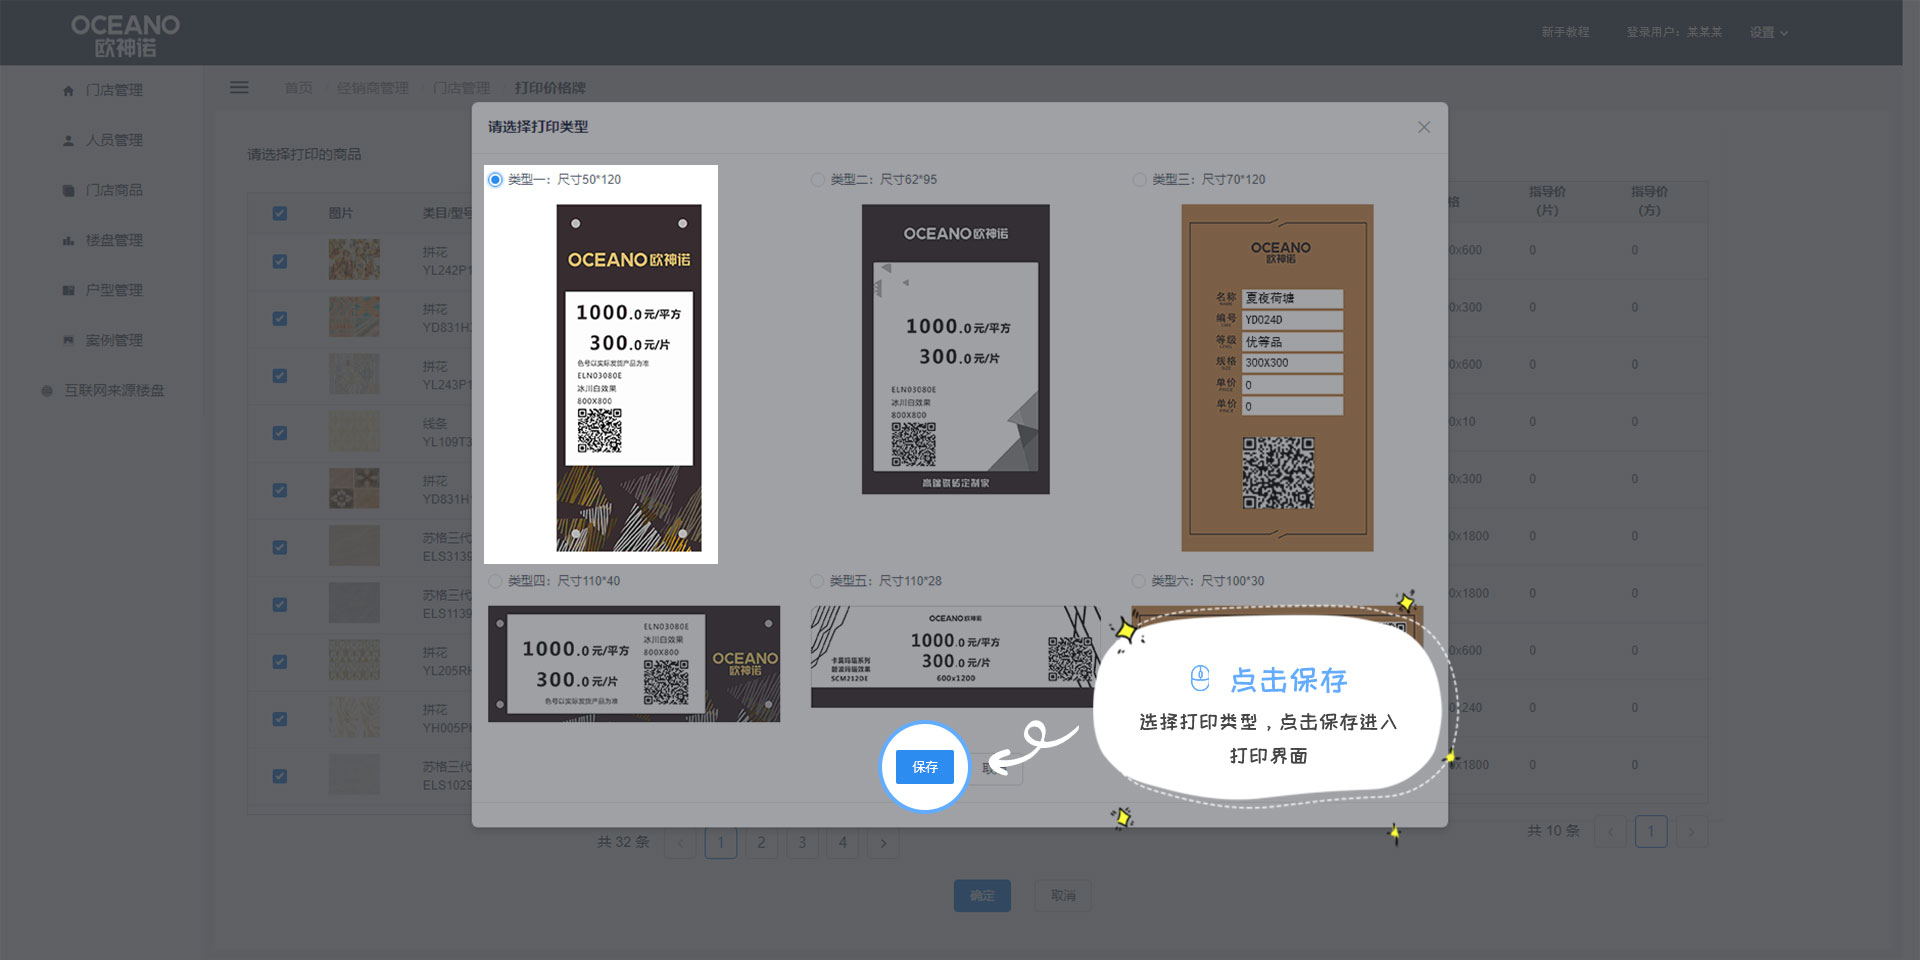 OCEANO
欧神诺
新手教程
登录用户：某某某
设置
门店管理
人员管理
门店商品
楼盘管理
户型管理
案例管理
互联网来源楼盘
首页 / 经销商管理 / 门店管理 / 打印价格牌
请选择打印的商品
图片
类目/型号
拼花
YL242P1
拼花
YD831H
拼花
YL243P1
线条
YL109T3
拼花
YD831H
苏格三代
ELS3139
苏格三代
ELS1139
拼花
YL205RH
拼花
YH005P
苏格三代
ELS1029
共 32 条
1
2
3
4
确定
取消
请选择打印类型
类型一：尺寸50*120
OCEANO欧神诺
1000.0元/平方
300.0元/片
色号以实际发货产品为准
ELN03080E
冰川白效果
800X800
类型二：尺寸62*95
OCEANO欧神诺
1000.0元/平方
300.0元/片
ELN03080E
冰川白效果
800X800
高端瓷砖定制家
类型三：尺寸70*120
OCEANO
欧神诺
名称 夏夜荷塘
编号 YD024D
等级 优等品
规格 300X300
单价 0
单价 0
类型四：尺寸110*40
1000.0元/平方
300.0元/片
色号以实际发货产品为准
ELN03080E
冰川白效果
800X800
OCEANO
欧神诺
类型五：尺寸110*28
OCEANO欧神诺
1000.0元/平方
300.0元/片
600x1200
SCM212DE
类型六：尺寸100*30
保存
取
点击保存
选择打印类型，点击保存进入
打印界面
格
指导价
(片)
指导价
(方)
0x600 0 0
0x300 0 0
0x600 0 0
0x10 0 0
0x300 0 0
0x1800 0 0
0x1800 0 0
0x600 0 0
0x240 0 0
0x1800 0 0
共 10 条
1